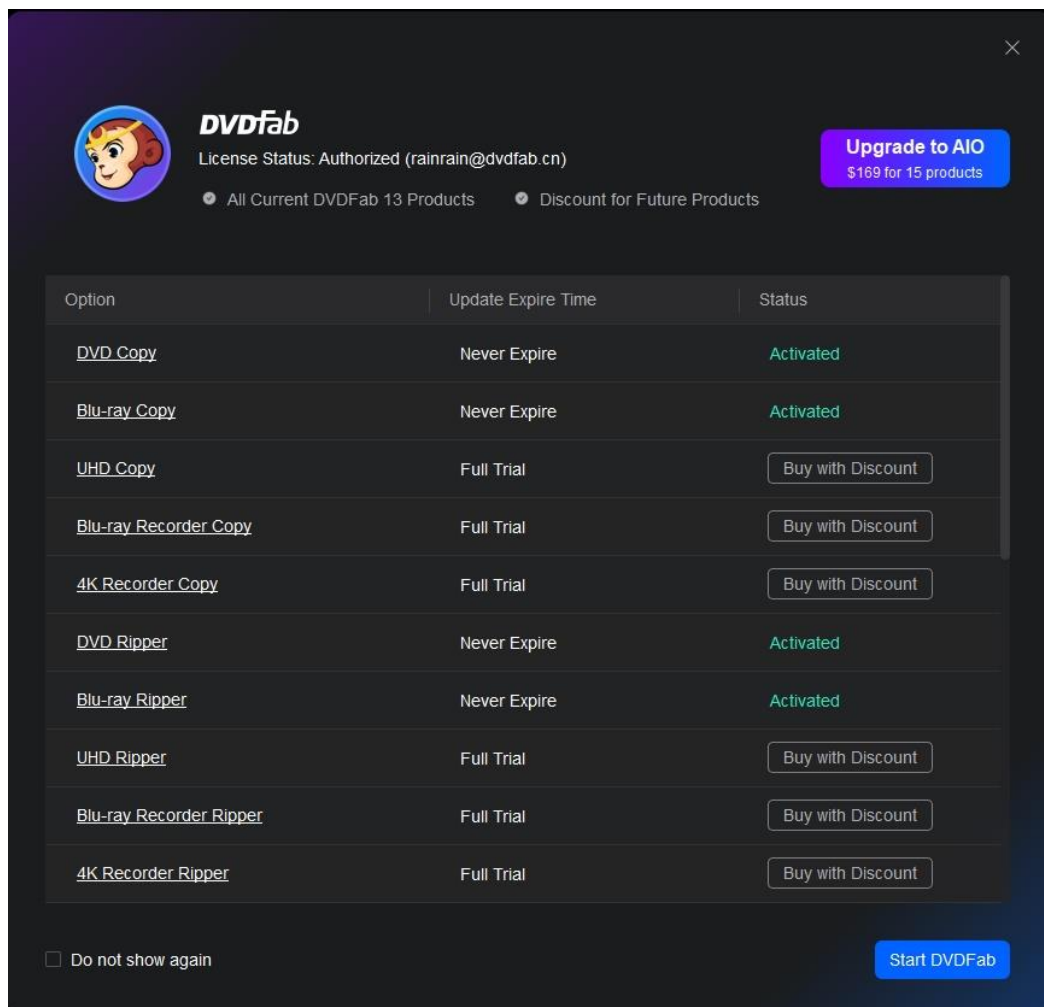 DVDFab
License Status: Authorized (rainrain@dvdfab.cn)
All Current DVDFab 13 Products Discount for Future Products
Upgrade to AIO
$169 for 15 products
Option Update Expire Time Status
DVD Copy Never Expire Activated
Blu-ray Copy Never Expire Activated
UHD Copy Full Trial Buy with Discount
Blu-ray Recorder Copy Full Trial Buy with Discount
4K Recorder Copy Full Trial Buy with Discount
DVD Ripper Never Expire Activated
Blu-ray Ripper Never Expire Activated
UHD Ripper Full Trial Buy with Discount
Blu-ray Recorder Ripper Full Trial Buy with Discount
4K Recorder Ripper Full Trial Buy with Discount
Do not show again Start DVDFab